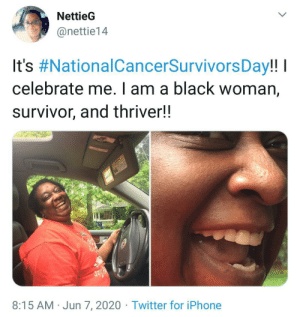 NettieG
@nettie14
It's #NationalCancerSurvivorsDay!! I
celebrate me. I am a black woman,
survivor, and thriver!!
8:15 AM · Jun 7, 2020 · Twitter for iPhone